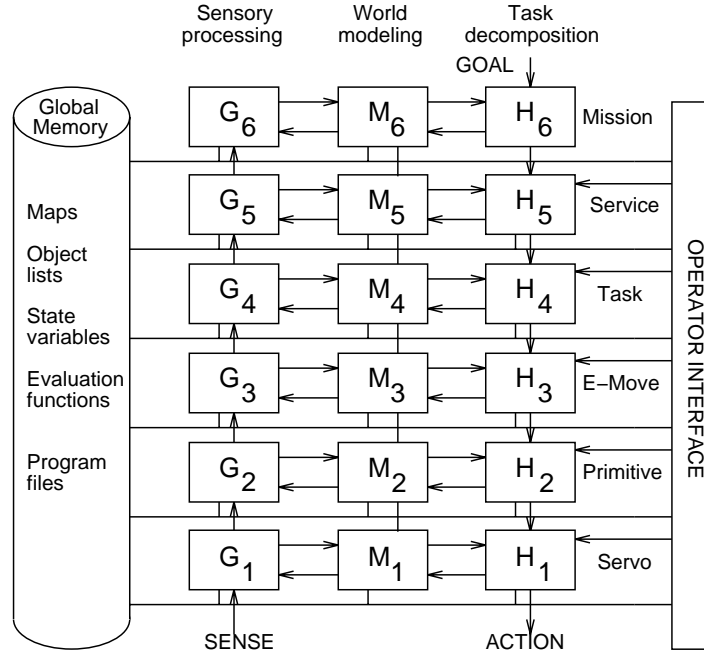 Sensory
processing
World
modeling
Task
decomposition
GOAL
Global
Memory
G6
M6
H6
Mission
Maps
G5
M5
H5
Service
Object
lists
G4
M4
H4
Task
State
variables
Evaluation
functions
G3
M3
H3
E−Move
Program
files
G2
M2
H2
Primitive
G1
M1
H1
Servo
SENSE
ACTION
OPERATOR INTERFACE